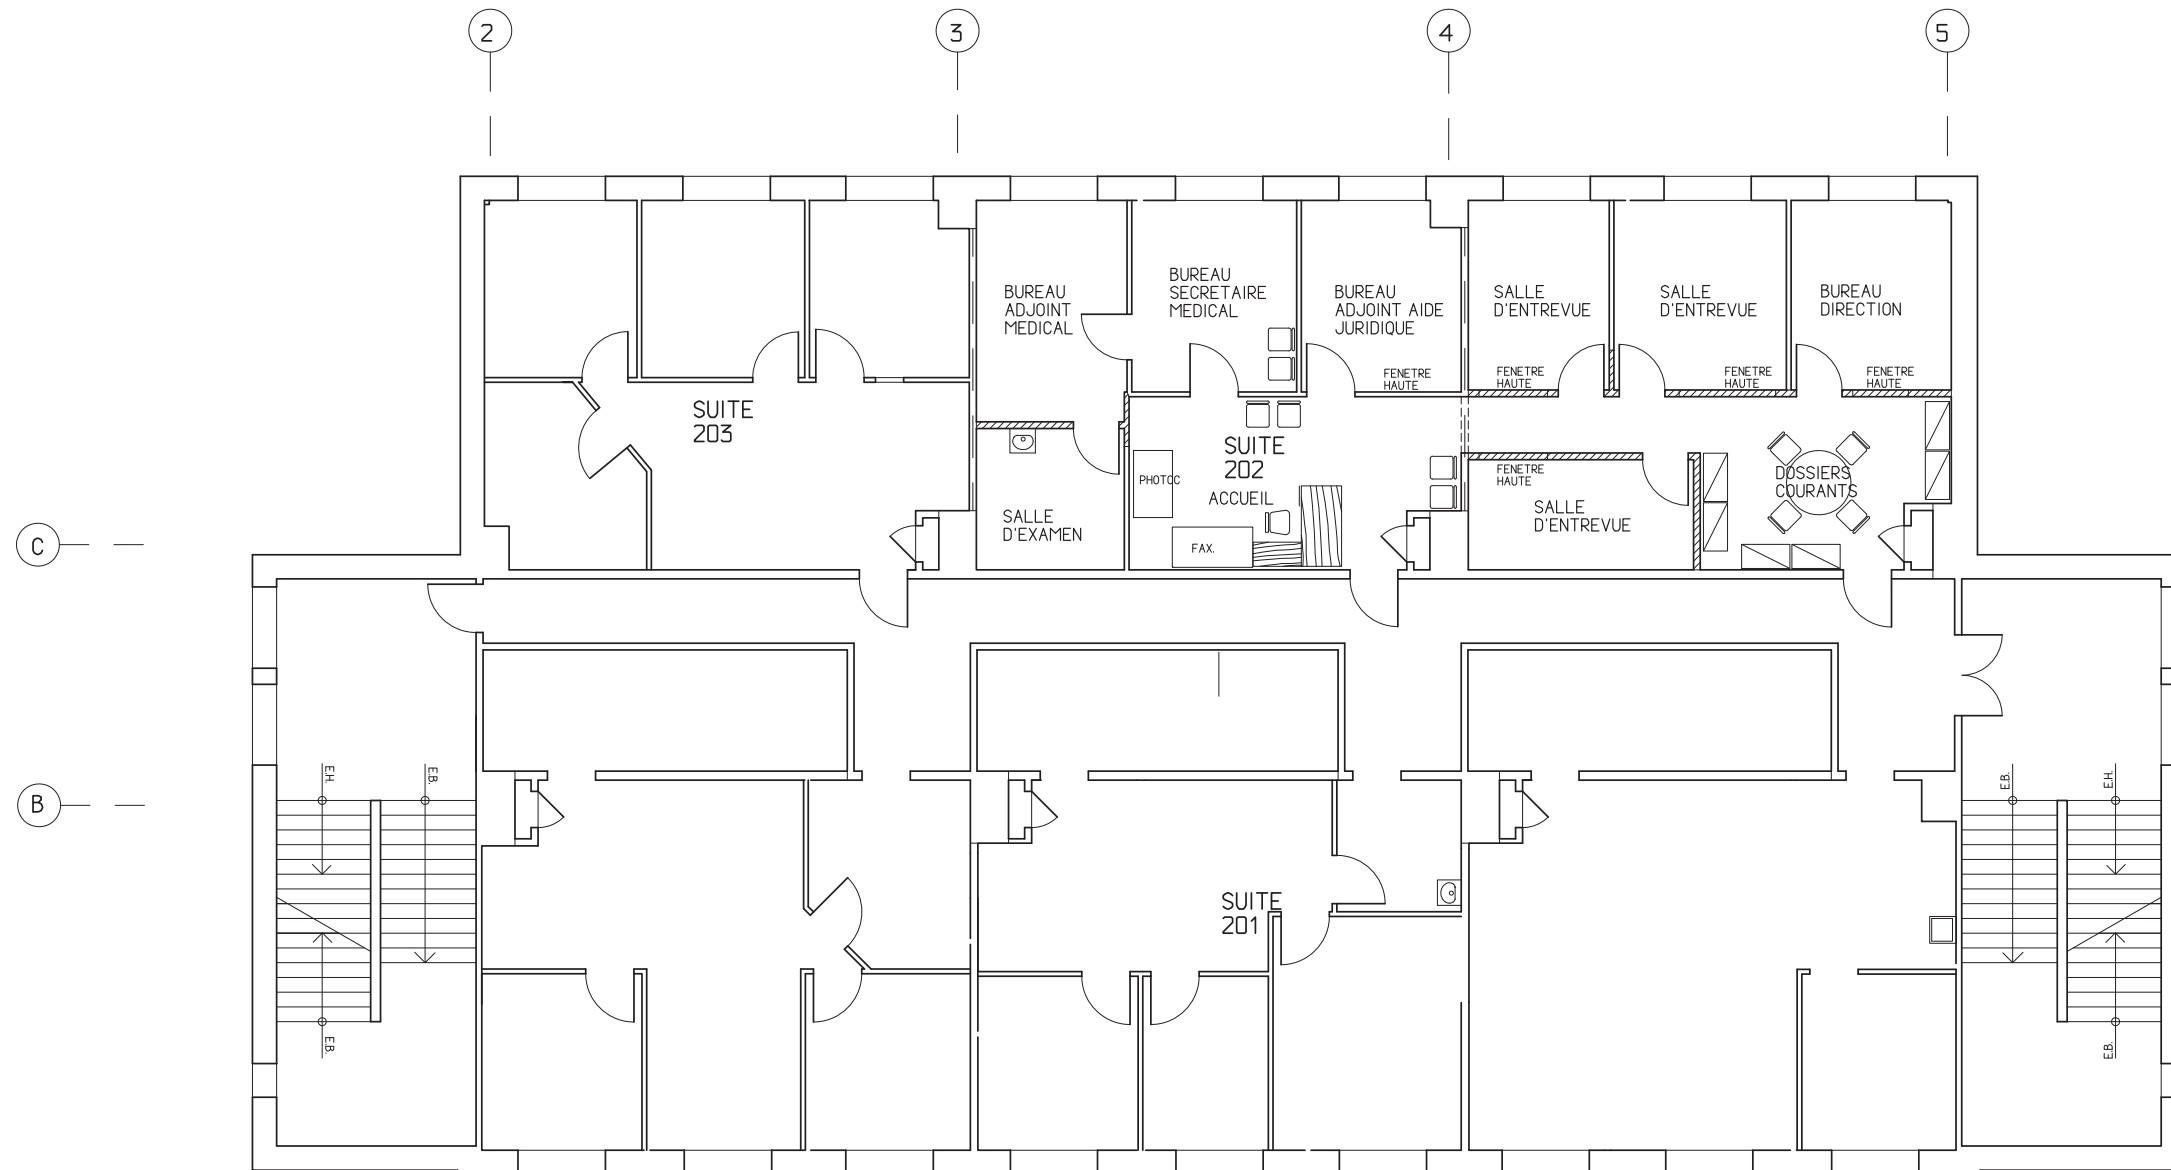 2
3
4
5
C
B
BUREAU
ADJOINT
MEDICAL
BUREAU
SECRETAIRE
MEDICAL
BUREAU
ADJOINT AIDE
JURIDIQUE
SALLE
D'ENTREVUE
SALLE
D'ENTREVUE
BUREAU
DIRECTION
FENETRE
HAUTE
FENETRE
HAUTE
FENETRE
HAUTE
FENETRE
HAUTE
SUITE
203
SUITE
202
ACCUEIL
PHOTOC
FAX.
SALLE
D'EXAMEN
FENETRE
HAUTE
SALLE
D'ENTREVUE
DOSSIERS
COURANTS
E.H.
E.B.
E.B.
E.H.
SUITE
201
E.B.
E.B.